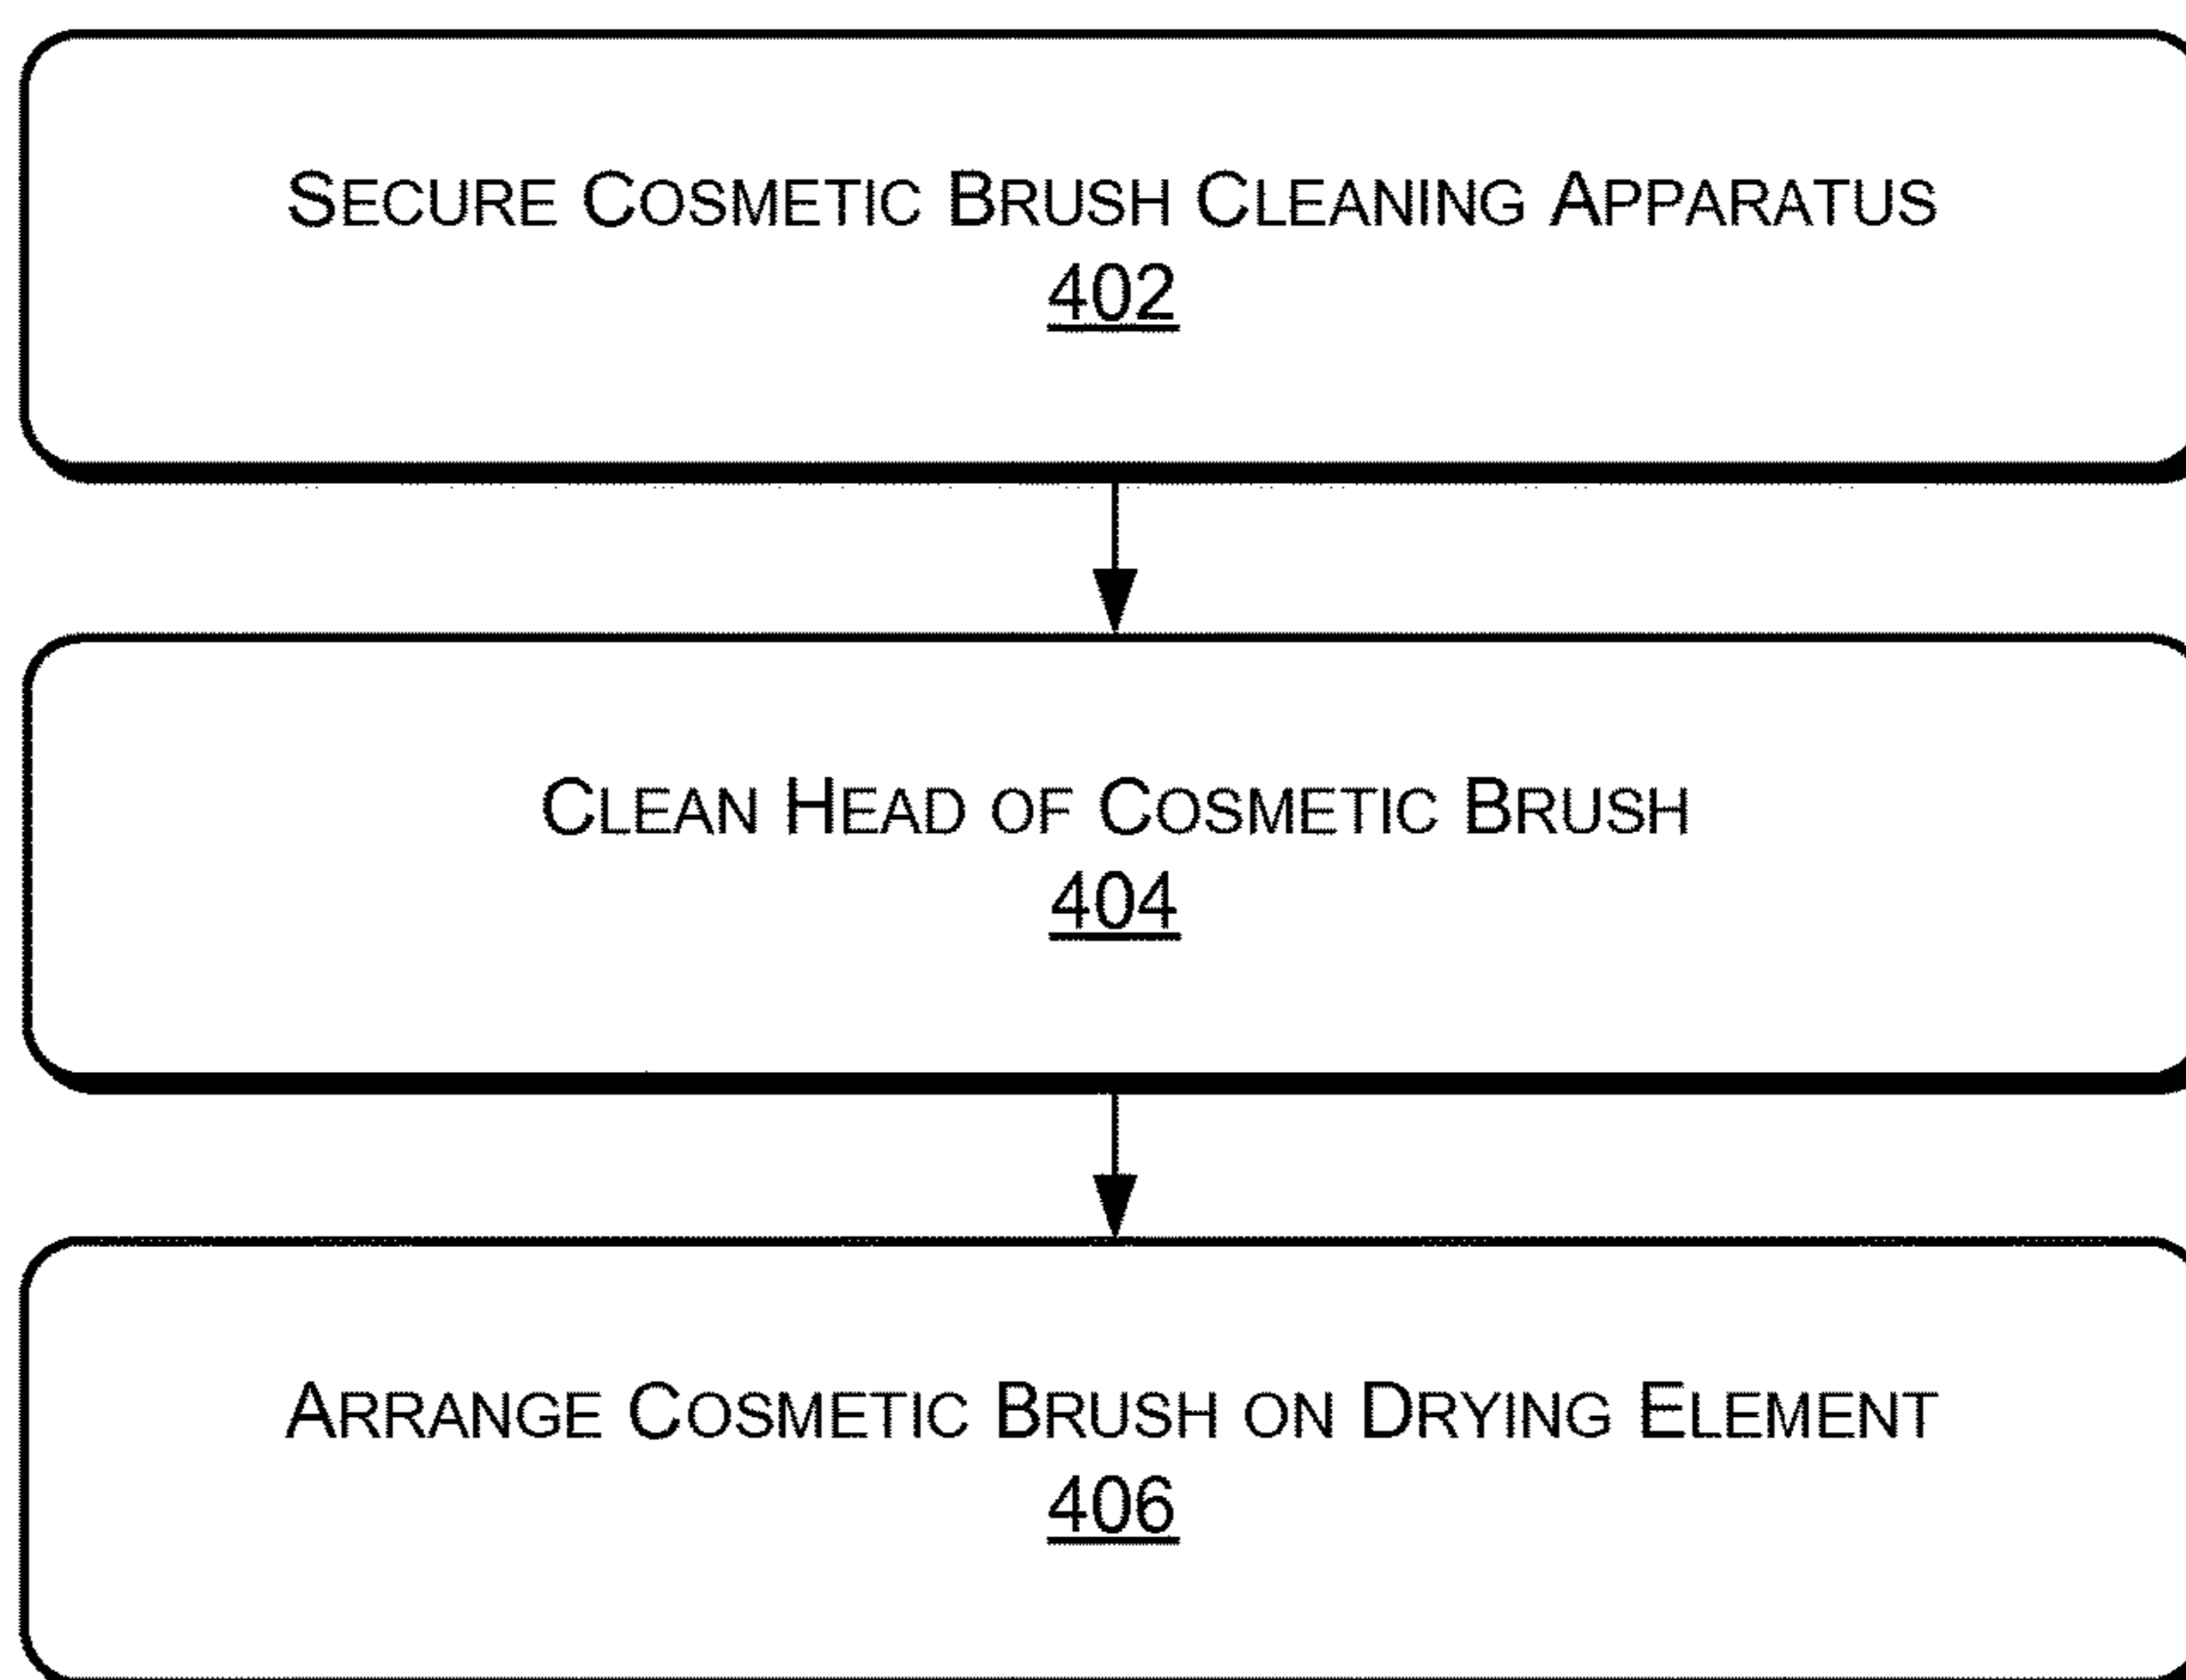 SECURE COSMETIC BRUSH CLEANING APPARATUS
402
CLEAN HEAD OF COSMETIC BRUSH
404
ARRANGE COSMETIC BRUSH ON DRYING ELEMENT
406